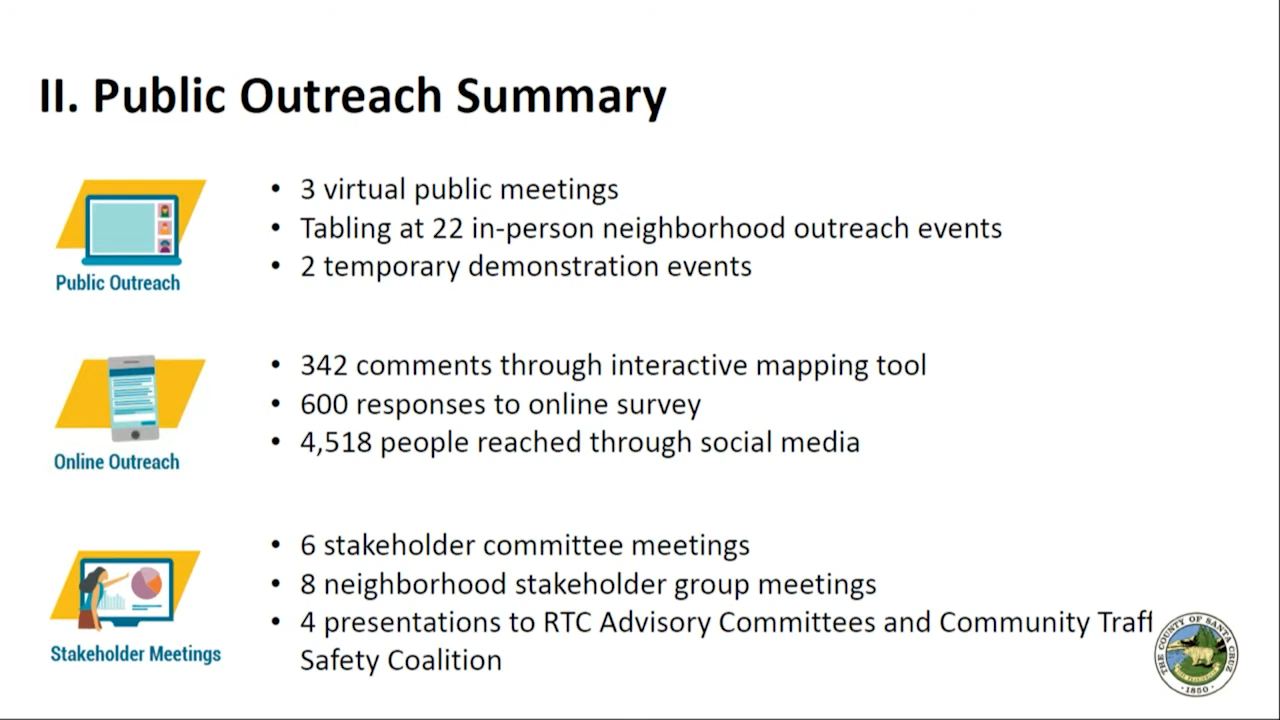 II. Public Outreach Summary
• 3 virtual public meetings
• Tabling at 22 in-person neighborhood outreach events
• 2 temporary demonstration events
Public Outreach
• 342 comments through interactive mapping tool
• 600 responses to online survey
• 4,518 people reached through social media
Online Outreach
• 6 stakeholder committee meetings
• 8 neighborhood stakeholder group meetings
• 4 presentations to RTC Advisory Committees and Community Traff
Safety Coalition
Stakeholder Meetings
THE COUNTY OF SANTA CRUZ
1850